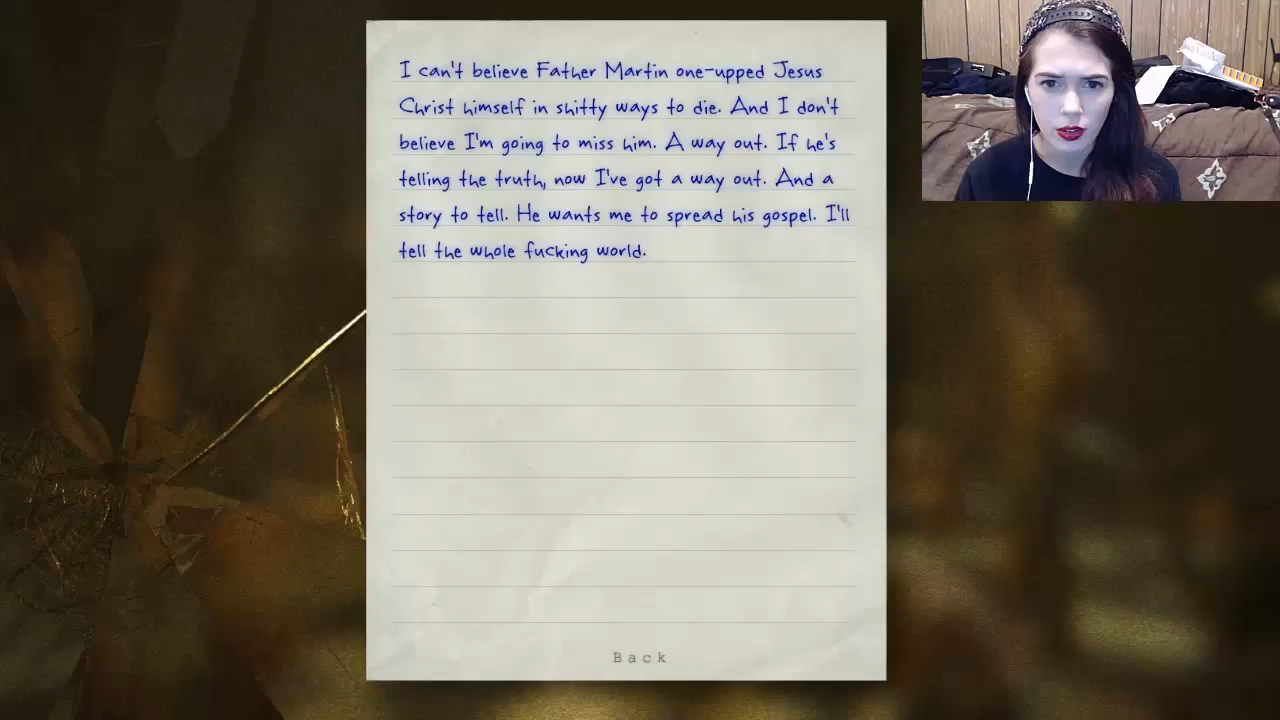 I can't believe Father Martin one-upped Jesus
Christ himself in shitty ways to die. And I don't
believe I'm going to miss him. A way out. If he's
telling the truth, now I've got a way out. And a
story to tell. He wants me to spread his gospel. I'll
tell the whole fucking world.
Back